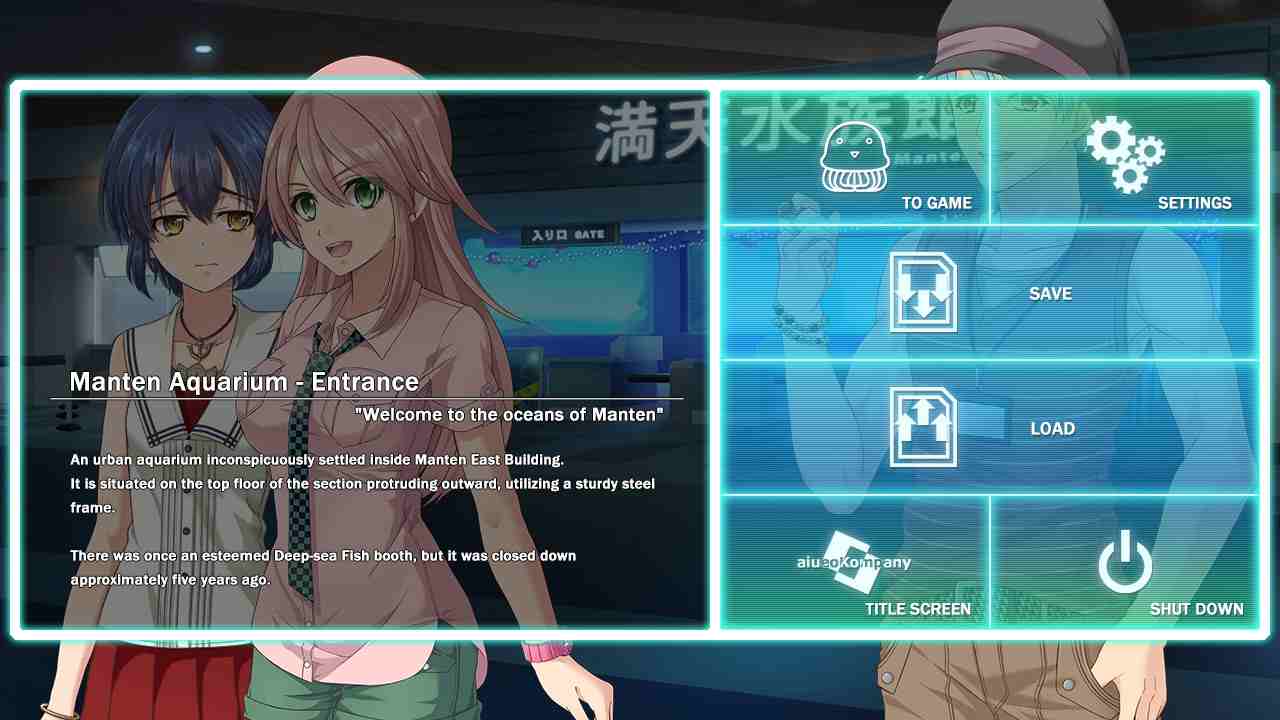 満天水族館
Mante
入り口 GATE
TO GAME
SETTINGS
SAVE
LOAD
Manten Aquarium - Entrance
"Welcome to the oceans of Manten"
An urban aquarium inconspicuously settled inside Manten East Building.
It is situated on the top floor of the section protruding outward, utilizing a sturdy steel
frame.
There was once an esteemed Deep-sea Fish booth, but it was closed down
approximately five years ago.
aiueoKompany
TITLE SCREEN
SHUT DOWN